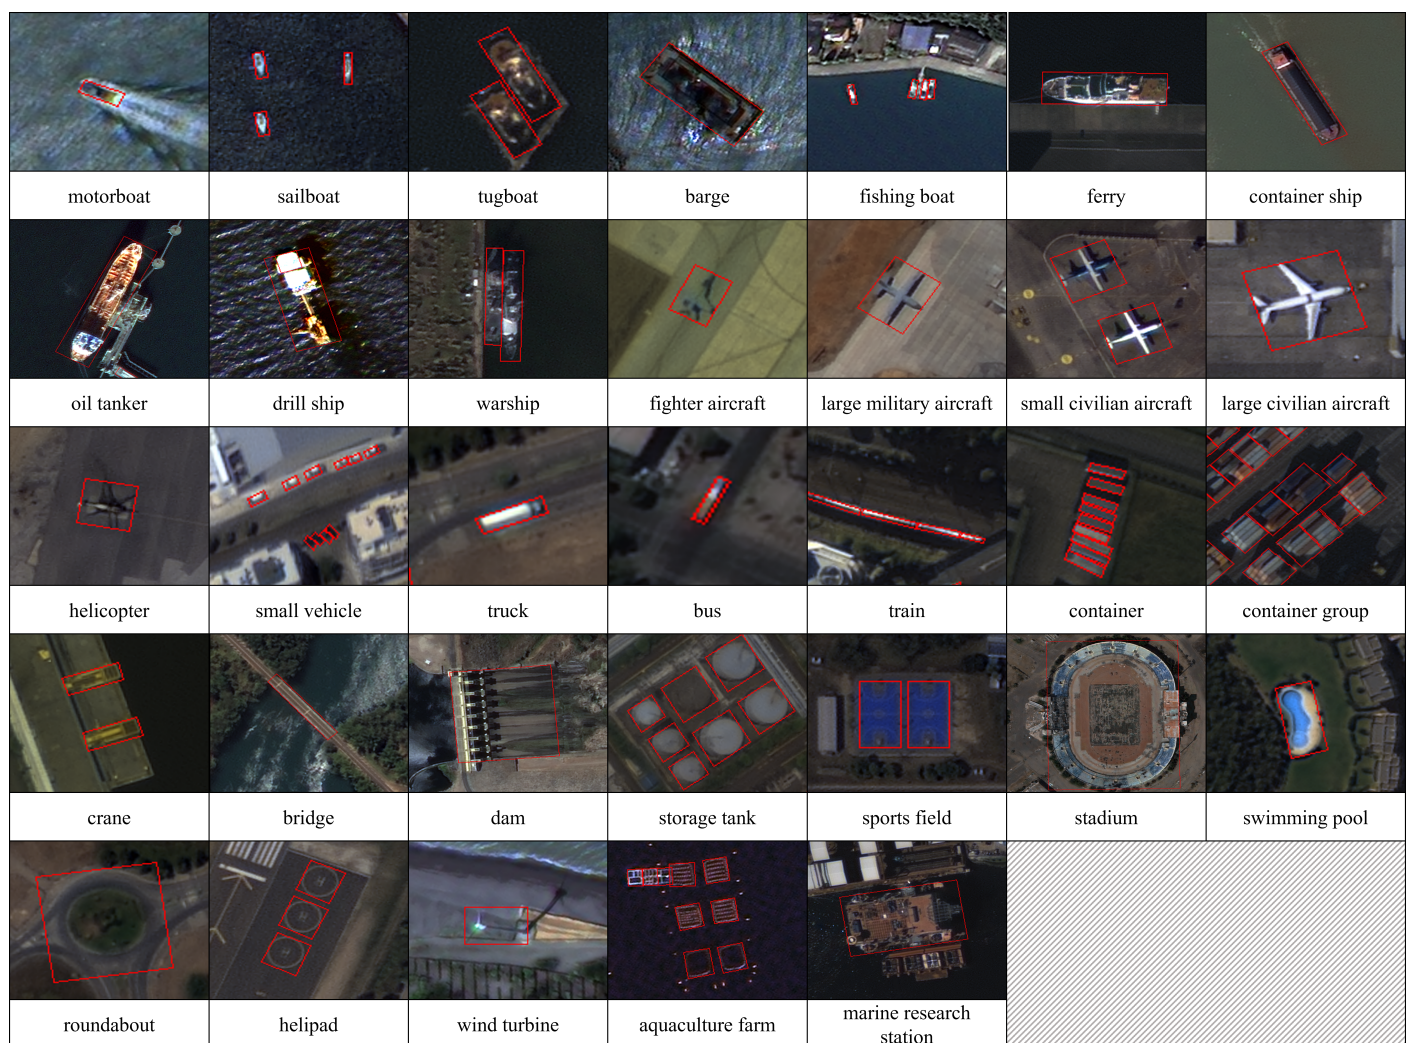 motorboat
sailboat
tugboat
barge
fishing boat
ferry
container ship
oil tanker
drill ship
warship
fighter aircraft
large military aircraft
small civilian aircraft
large civilian aircraft
helicopter
small vehicle
truck
bus
train
container
container group
crane
bridge
dam
storage tank
sports field
stadium
swimming pool
roundabout
helipad
wind turbine
aquaculture farm
marine research
station